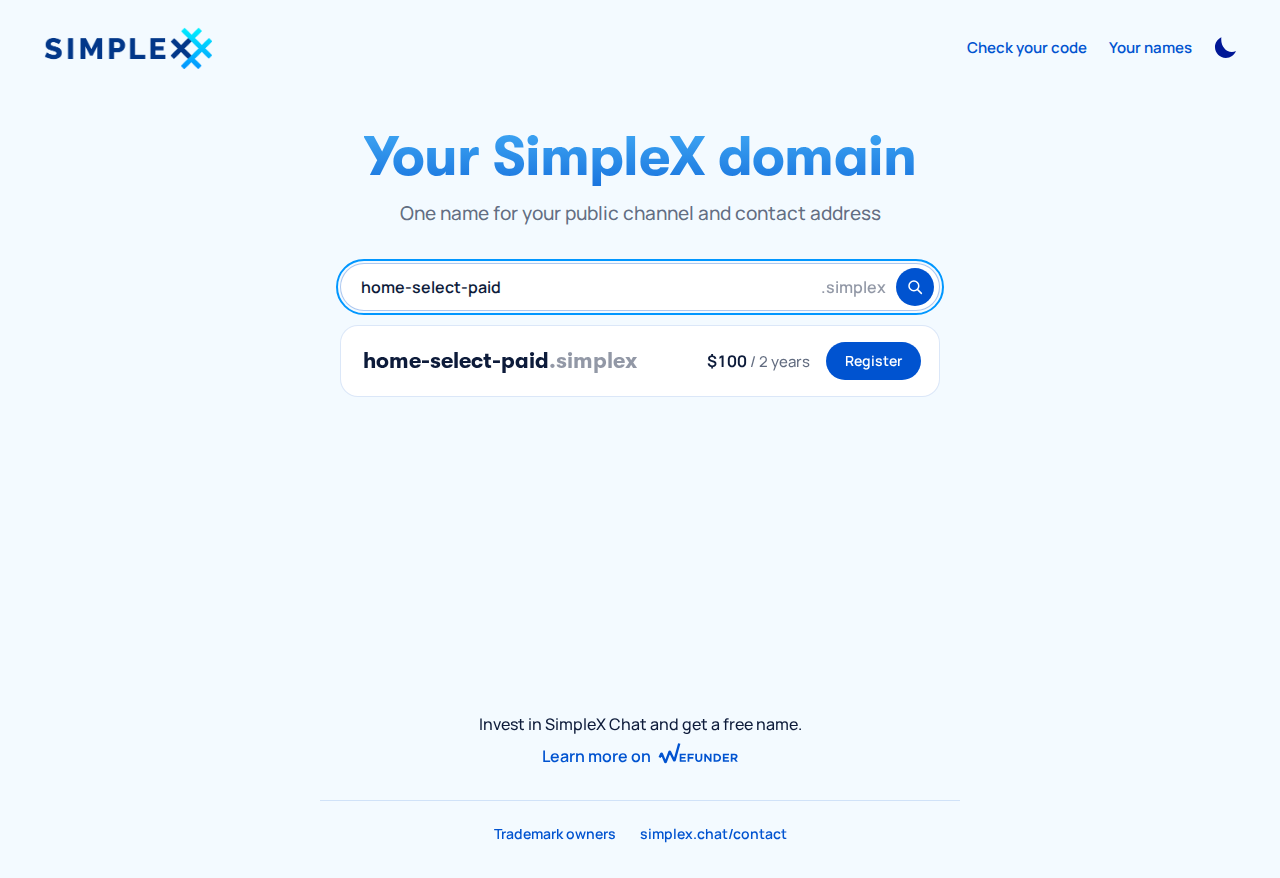 SIMPLEX
Check your code
Your names
Your SimpleX domain
One name for your public channel and contact address
home-select-paid
.simplex
home-select-paid.simplex
$100 / 2 years
Register
Invest in SimpleX Chat and get a free name.
Learn more on WEFUNDER
Trademark owners
simplex.chat/contact